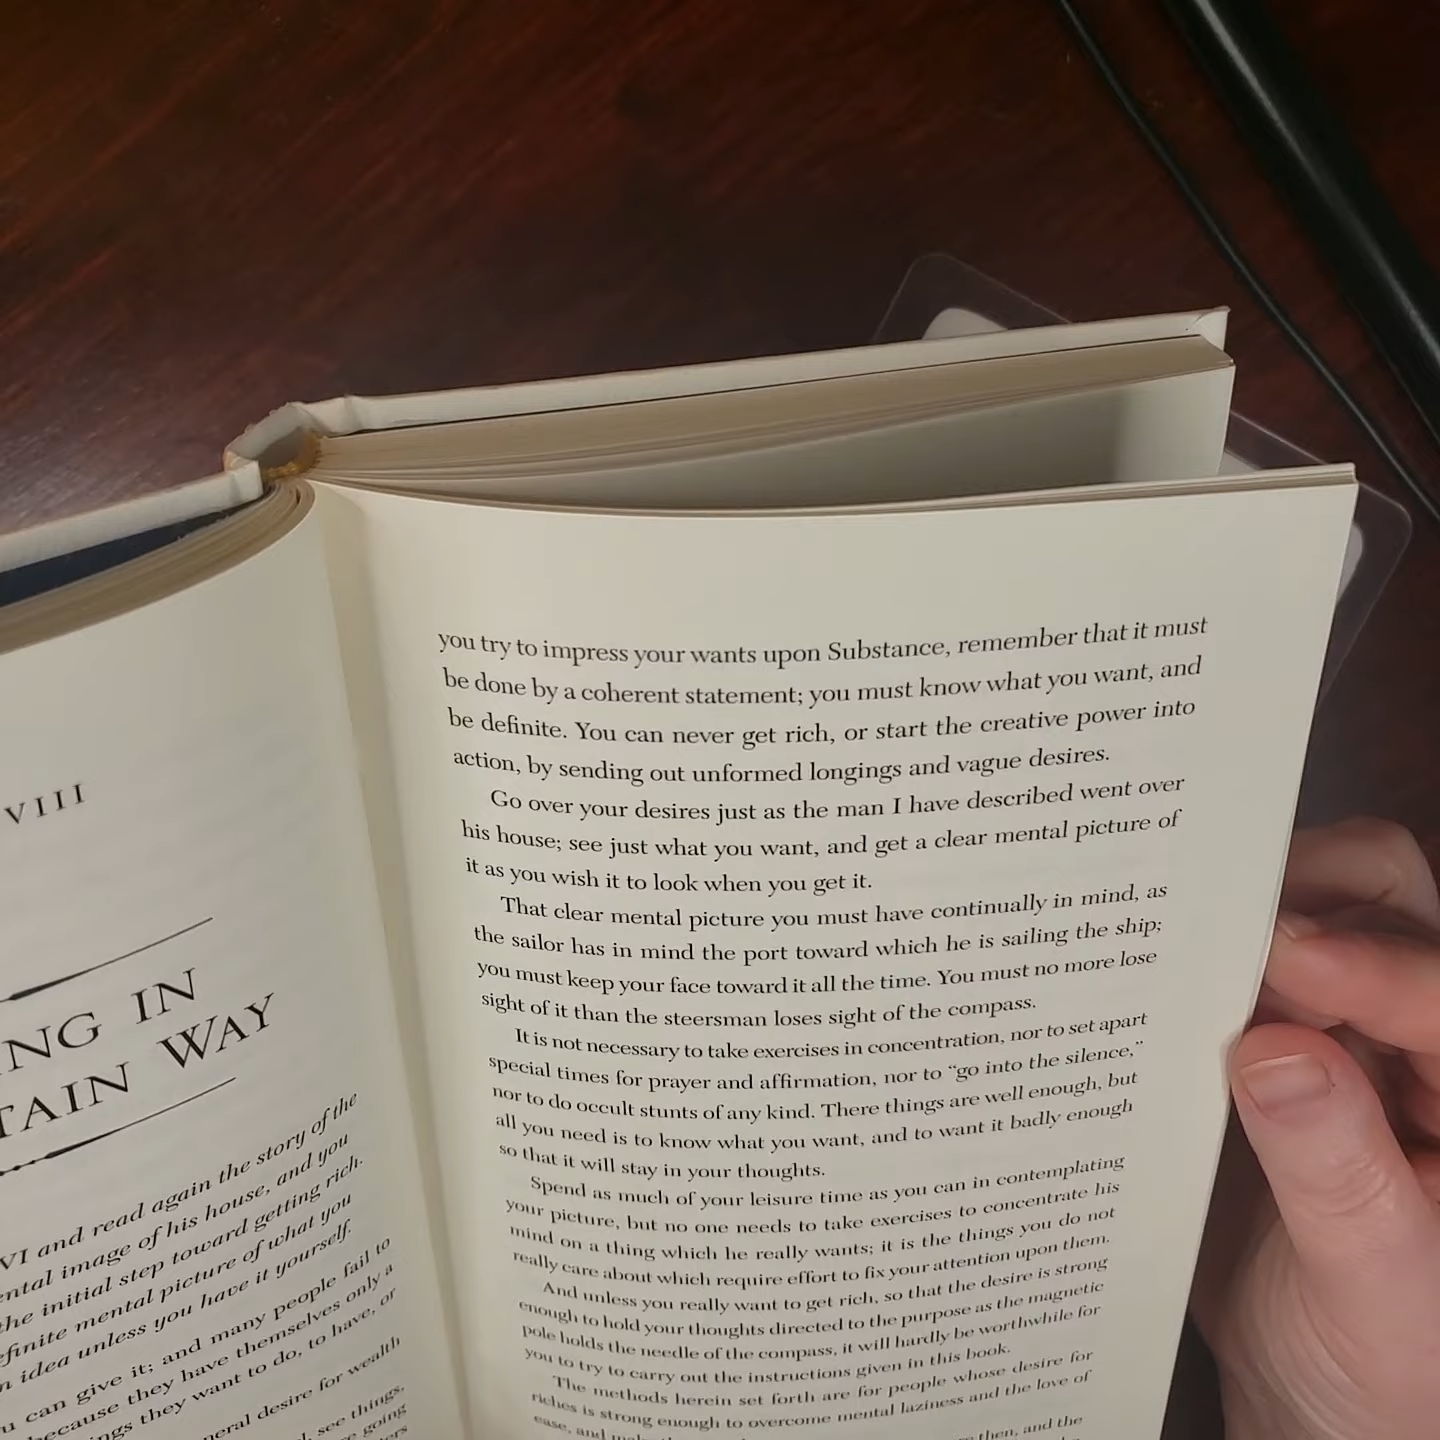 VIII
NG IN
TAIN WAY
VI and read again the story of the
ental image of his house, and you
the initial step toward getting rich.
efinite mental picture of what you
n idea unless you have it yourself.
u can give it; and many people fail to
because they have themselves only a
ngs they want to do, to have, or
neral desire for wealth
see things,
going
you try to impress your wants upon Substance, remember that it must
be done by a coherent statement; you must know what you want, and
be definite. You can never get rich, or start the creative power into
action, by sending out unformed longings and vague desires.
Go over your desires just as the man I have described went over
his house; see just what you want, and get a clear mental picture of
it as you wish it to look when you get it.
That clear mental picture you must have continually in mind, as
the sailor has in mind the port toward which he is sailing the ship;
you must keep your face toward it all the time. You must no more lose
sight of it than the steersman loses sight of the compass.
It is not necessary to take exercises in concentration, nor to set apart
special times for prayer and affirmation, nor to “go into the silence,”
nor to do occult stunts of any kind. There things are well enough, but
all you need is to know what you want, and to want it badly enough
so that it will stay in your thoughts.
Spend as much of your leisure time as you can in contemplating
your picture, but no one needs to take exercises to concentrate his
mind on a thing which he really wants; it is the things you do not
really care about which require effort to fix your attention upon them.
And unless you really want to get rich, so that the desire is strong
enough to hold your thoughts directed to the purpose as the magnetic
pole holds the needle of the compass, it will hardly be worthwhile for
you to try to carry out the instructions given in this book.
The methods herein set forth are for people whose desire for
riches is strong enough to overcome mental laziness and the love of
ease, and
then, and the